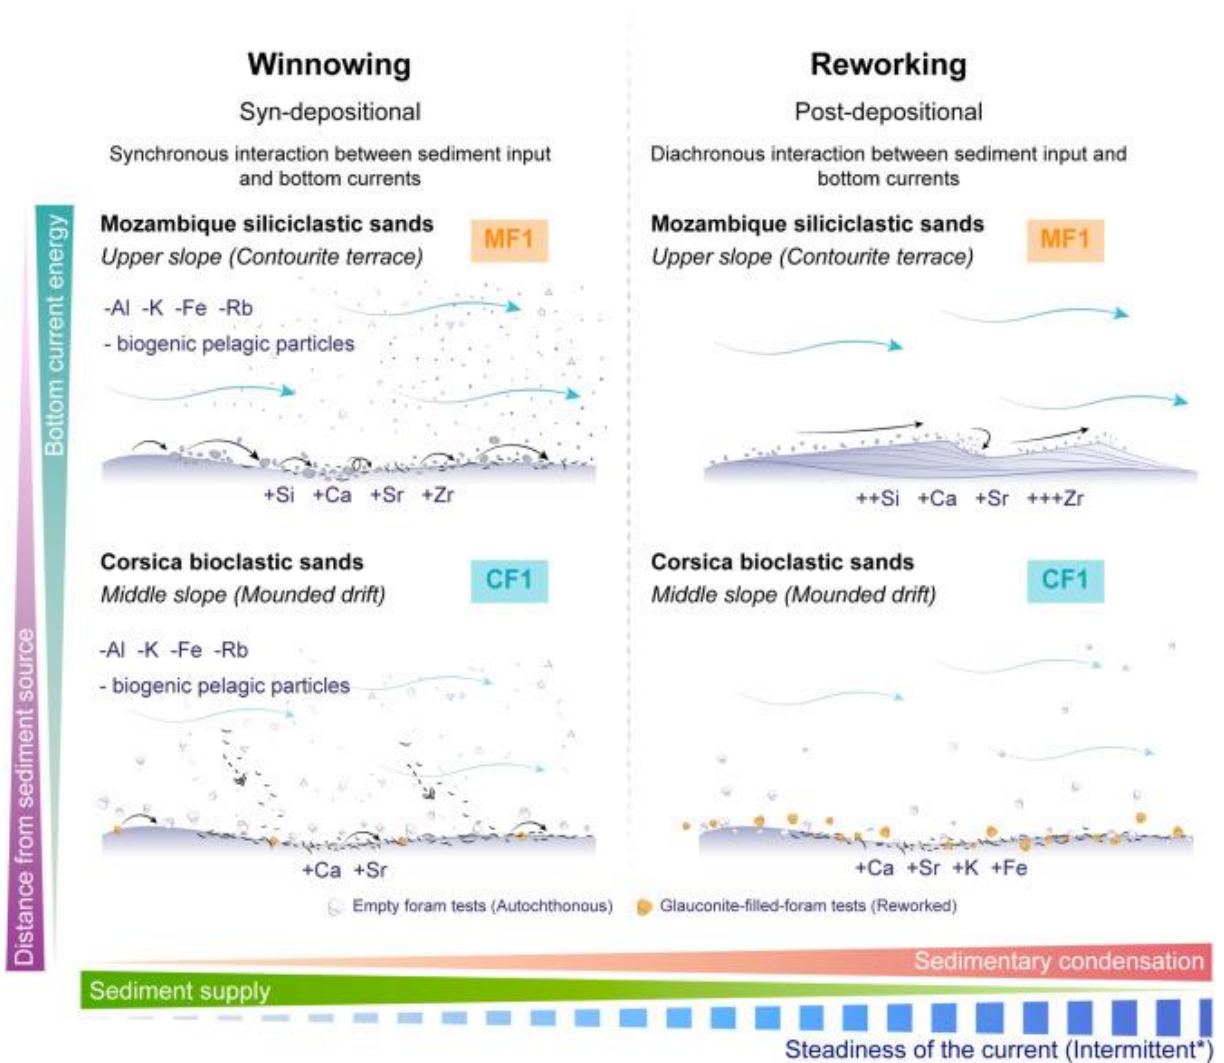 Winnowing
Syn-depositional
Synchronous interaction between sediment input
and bottom currents
Reworking
Post-depositional
Diachronous interaction between sediment input and
bottom currents
Bottom current energy
Distance from sediment source
Mozambique siliciclastic sands
Upper slope (Contourite terrace)
MF1
-Al -K -Fe -Rb
- biogenic pelagic particles
+Si +Ca +Sr +Zr
Mozambique siliciclastic sands
Upper slope (Contourite terrace)
MF1
++Si +Ca +Sr +++Zr
Corsica bioclastic sands
Middle slope (Mounded drift)
CF1
-Al -K -Fe -Rb
- biogenic pelagic particles
+Ca +Sr
Corsica bioclastic sands
Middle slope (Mounded drift)
CF1
+Ca +Sr +K +Fe
Empty foram tests (Autochthonous)
Glauconite-filled-foram tests (Reworked)
Sedimentary condensation
Sediment supply
Steadiness of the current (Intermittent*)